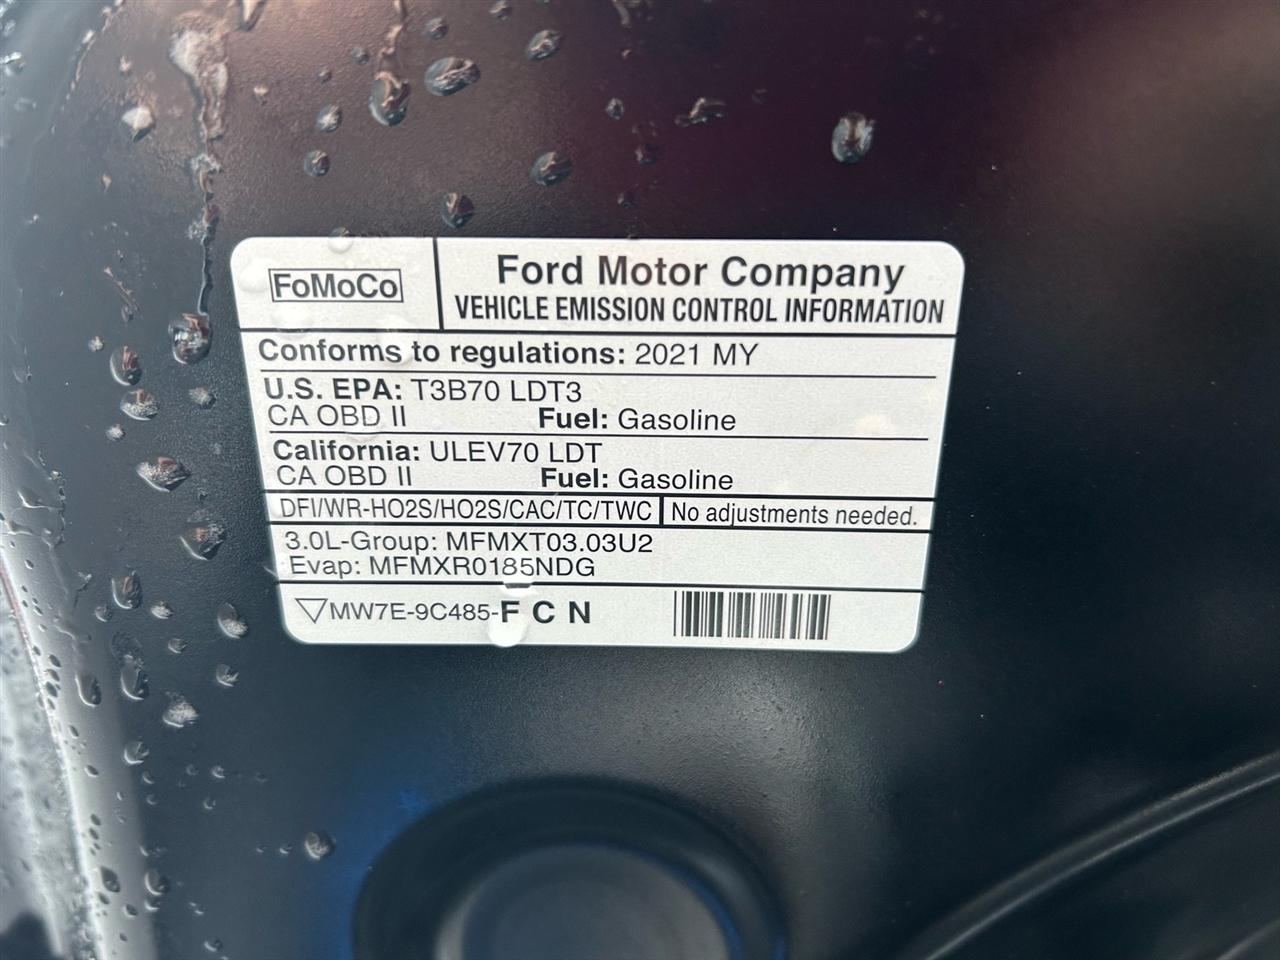 FoMoCo
Ford Motor Company
VEHICLE EMISSION CONTROL INFORMATION
Conforms to regulations: 2021 MY
U.S. EPA: T3B70 LDT3
CA OBD II Fuel: Gasoline
California: ULEV70 LDT
CA OBD II Fuel: Gasoline
DFI/WR-HO2S/HO2S/CAC/TC/TWC No adjustments needed.
3.0L-Group: MFMXT03.03U2
Evap: MFMXR0185NDG
MW7E-9C485-F C N